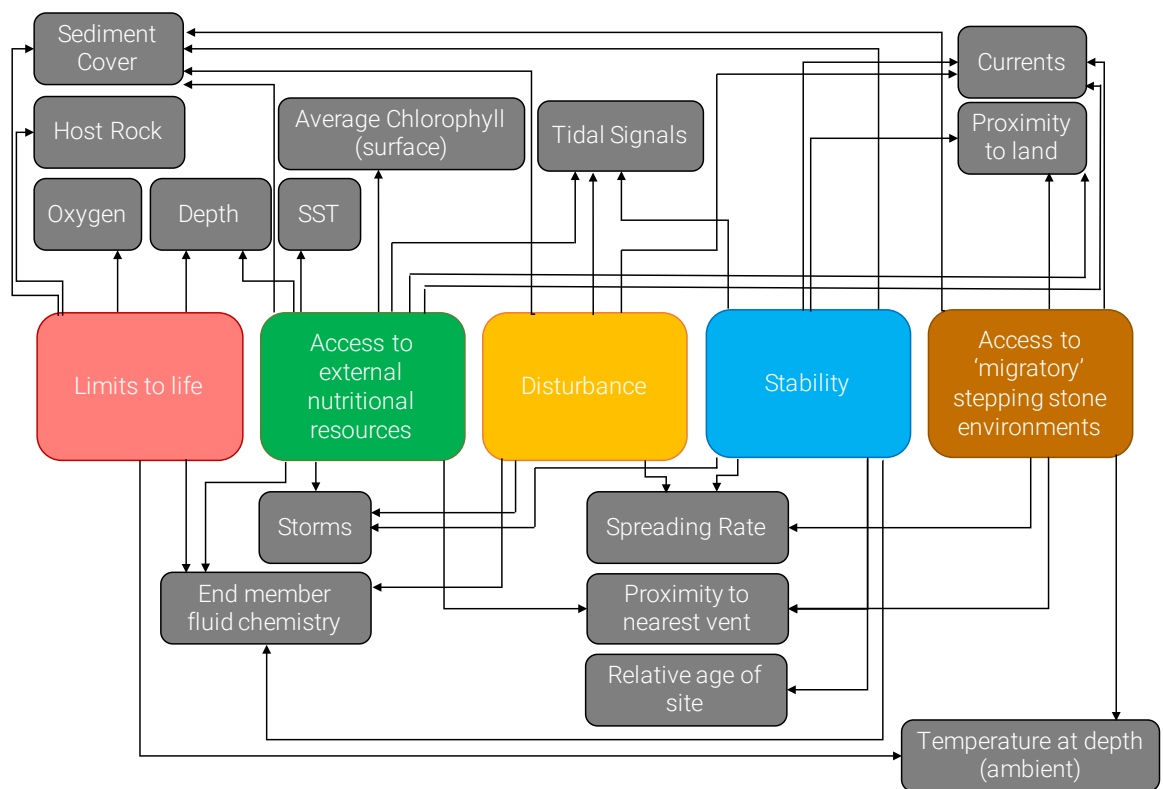 Sediment
Cover
Currents
Host Rock
Average Chlorophyll
(surface)
Tidal Signals
Proximity
to land
Oxygen
Depth
SST
Limits to life
Access to
external
nutritional
resources
Disturbance
Stability
Access to
‘migratory’
stepping stone
environments
Storms
Spreading Rate
End member
fluid chemistry
Proximity to
nearest vent
Relative age of
site
Temperature at depth
(ambient)